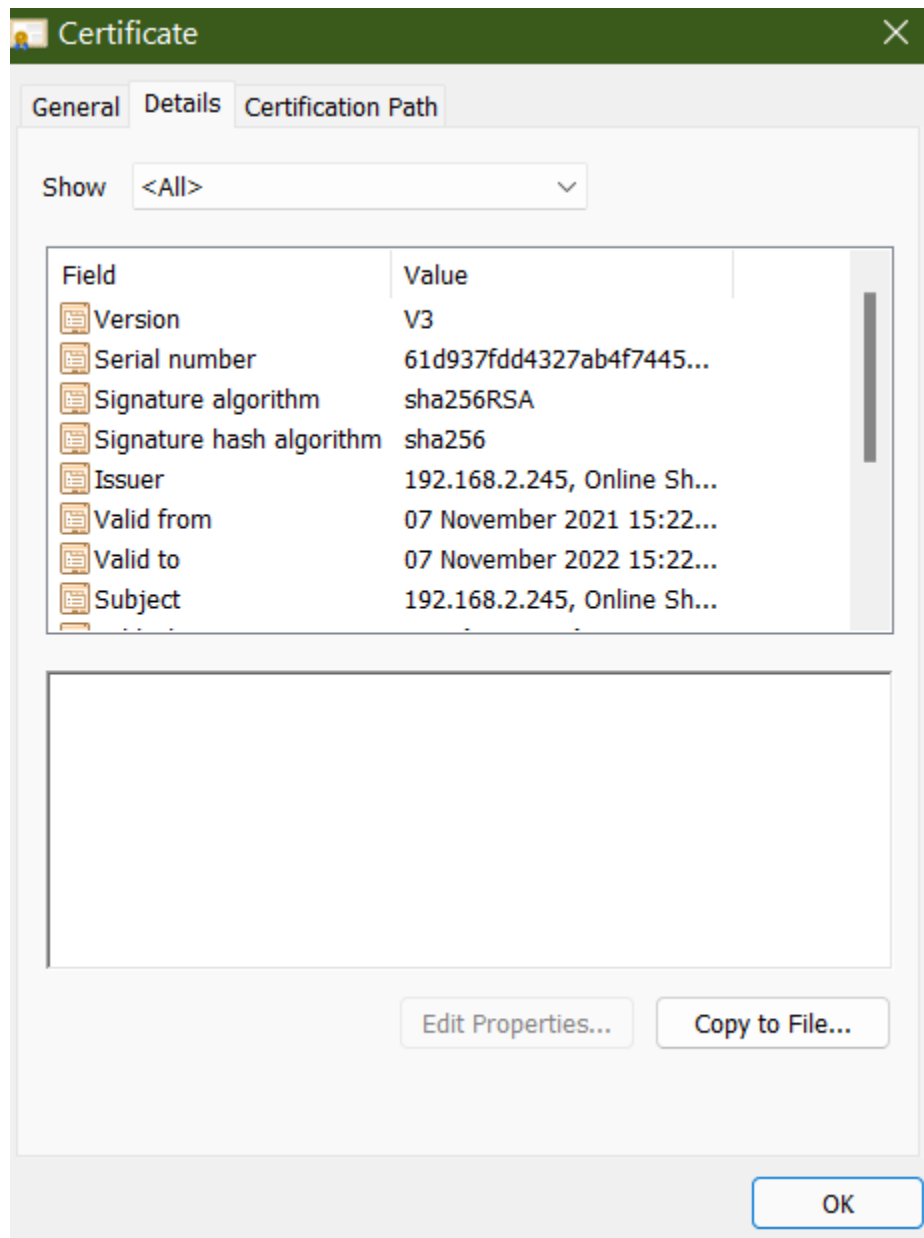 Certificate
General Details Certification Path
Show <All>
Field Value
Version V3
Serial number 61d937fdd4327ab4f7445...
Signature algorithm sha256RSA
Signature hash algorithm sha256
Issuer 192.168.2.245, Online Sh...
Valid from 07 November 2021 15:22...
Valid to 07 November 2022 15:22...
Subject 192.168.2.245, Online Sh...
Edit Properties... Copy to File...
OK